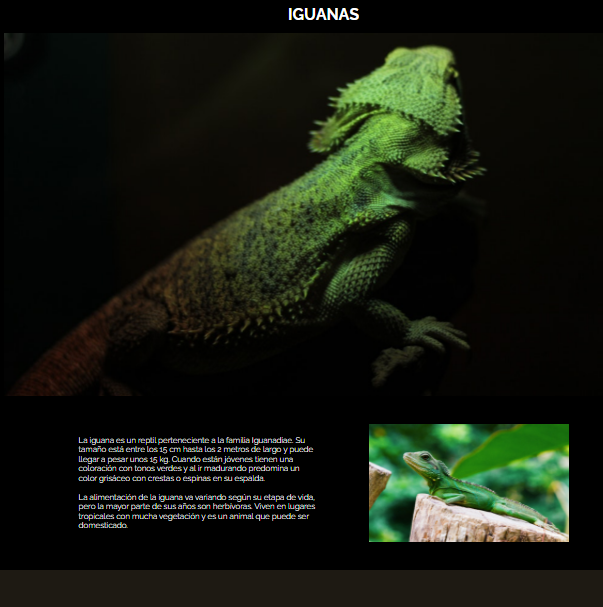 IGUANAS
La iguana es un reptil perteneciente a la familia Iguanadiae. Su
tamaño está entre los 15 cm hasta los 2 metros de largo y puede
llegar a pesar unos 15 kg. Cuando están jóvenes tienen una
coloración con tonos verdes y al ir madurando predomina un
color grisáceo con crestas o espinas en su espalda.
La alimentación de la iguana va variando según su etapa de vida,
pero la mayor parte de sus años son herbívoras. Viven en lugares
tropicales con mucha vegetación y es un animal que puede ser
domesticado.